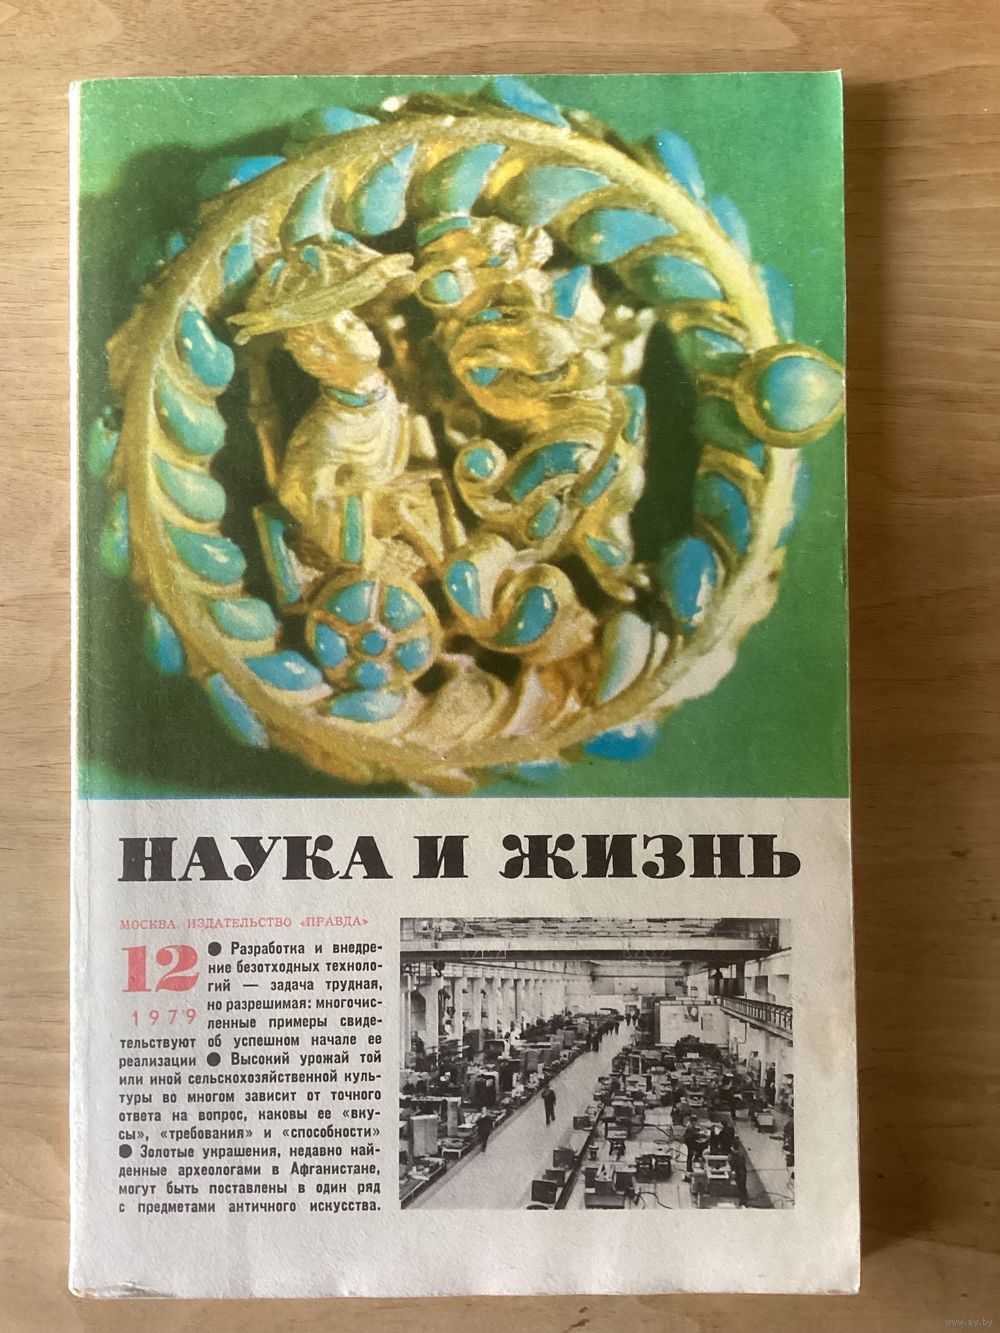 НАУКА И ЖИЗНЬ
МОСКВА. ИЗДАТЕЛЬСТВО «ПРАВДА»
12
1979
● Разработка и внедре-
ние безотходных техноло-
гий — задача трудная,
но разрешимая: многочис-
ленные примеры свиде-
тельствуют об успешном начале ее
реализации ● Высокий урожай той
или иной сельскохозяйственной куль-
туры во многом зависит от точного
ответа на вопрос, каковы ее «вку-
сы», «требования» и «способности»
● Золотые украшения, недавно най-
денные археологами в Афганистане,
могут быть поставлены в один ряд
с предметами античного искусства.
www.ay.by